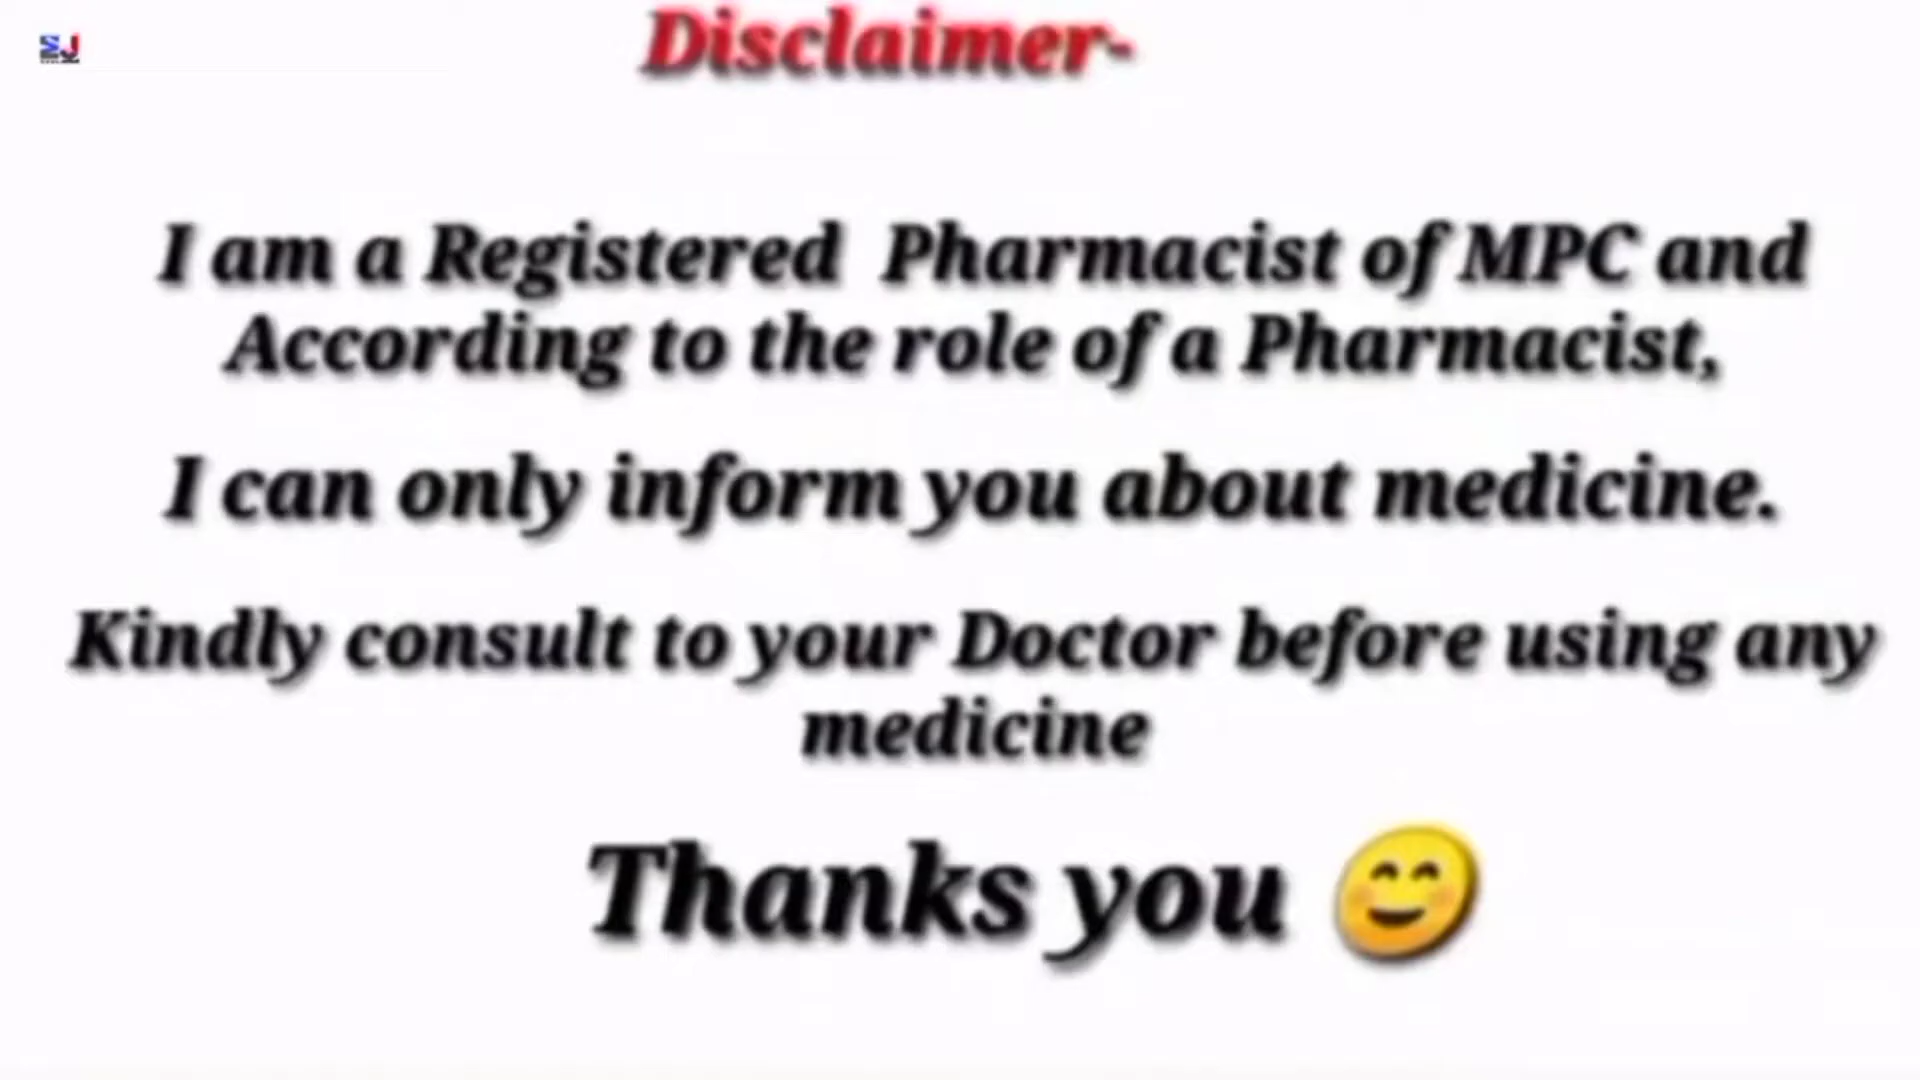 Disclaimer-
I am a Registered Pharmacist of MPC and
According to the role of a Pharmacist,
I can only inform you about medicine.
Kindly consult to your Doctor before using any
medicine
Thanks you 😊